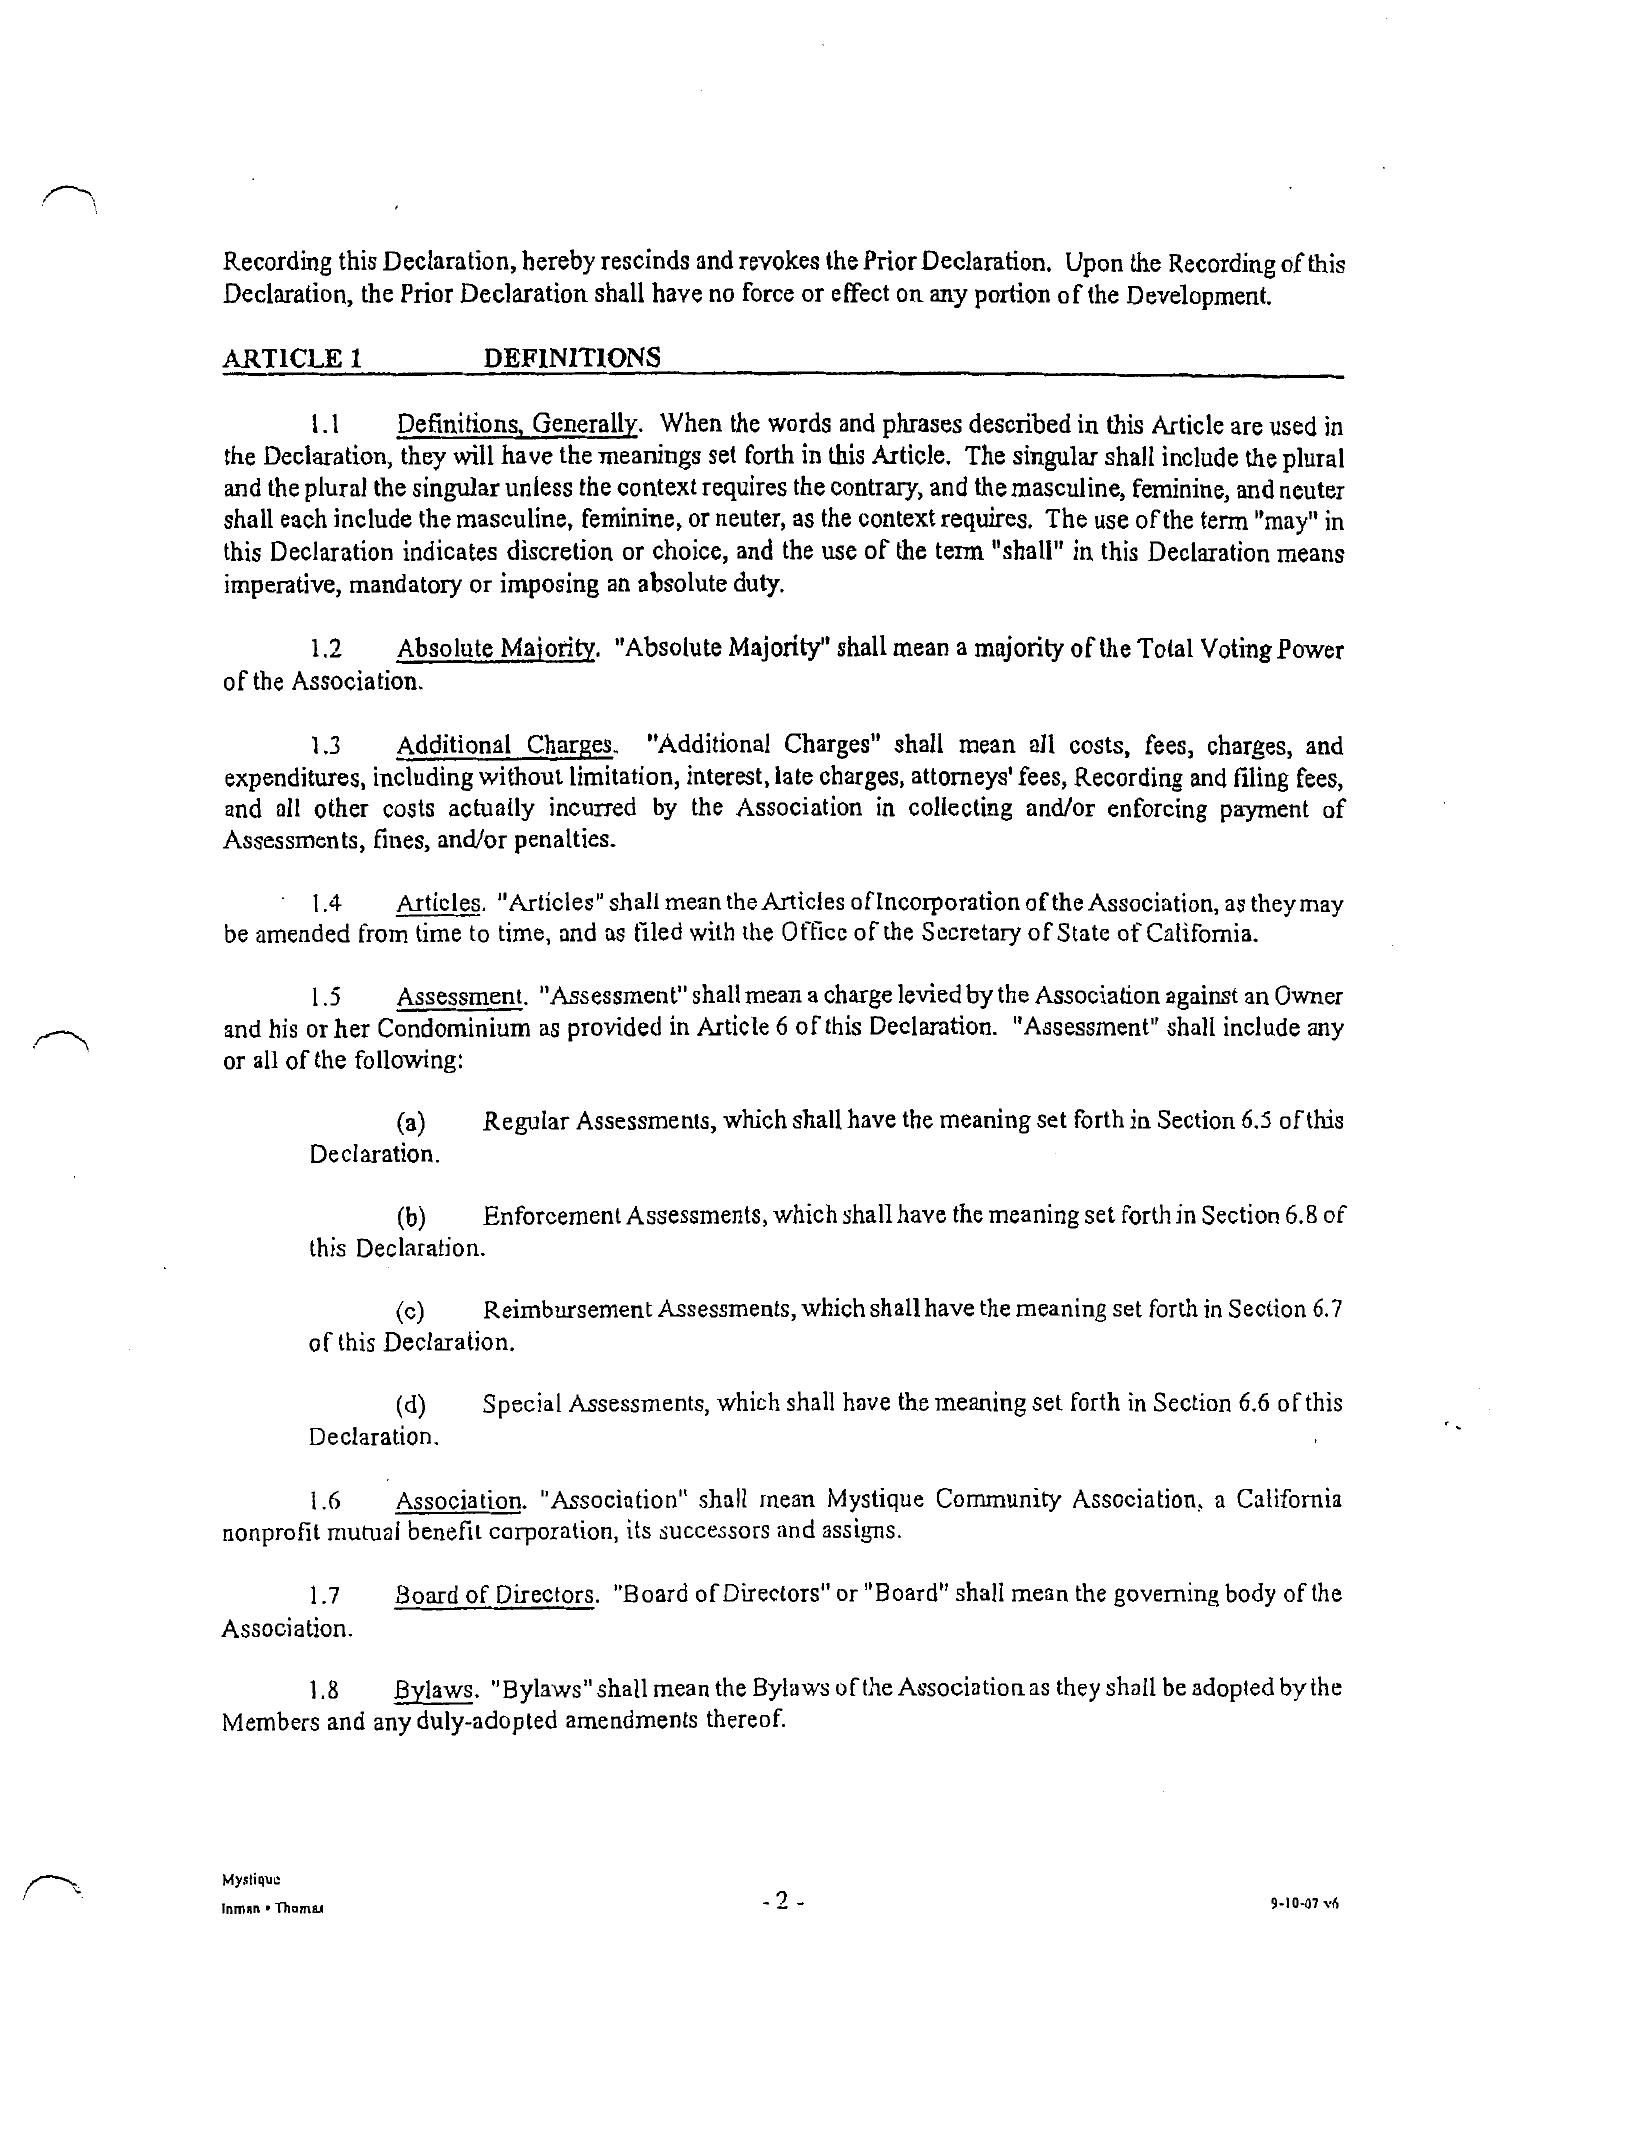 Recording this Declaration, hereby rescinds and revokes the Prior Declaration. Upon the Recording of this
Declaration, the Prior Declaration shall have no force or effect on any portion of the Development.
ARTICLE 1 DEFINITIONS
1.1 Definitions, Generally. When the words and phrases described in this Article are used in
the Declaration, they will have the meanings set forth in this Article. The singular shall include the plural
and the plural the singular unless the context requires the contrary, and the masculine, feminine, and neuter
shall each include the masculine, feminine, or neuter, as the context requires. The use of the term "may" in
this Declaration indicates discretion or choice, and the use of the term "shall" in this Declaration means
imperative, mandatory or imposing an absolute duty.
1.2 Absolute Majority. "Absolute Majority" shall mean a majority of the Total Voting Power
of the Association.
1.3 Additional Charges. "Additional Charges" shall mean all costs, fees, charges, and
expenditures, including without limitation, interest, late charges, attorneys' fees, Recording and filing fees,
and all other costs actually incurred by the Association in collecting and/or enforcing payment of
Assessments, fines, and/or penalties.
1.4 Articles. "Articles" shall mean the Articles of Incorporation of the Association, as they may
be amended from time to time, and as filed with the Office of the Secretary of State of California.
1.5 Assessment. "Assessment" shall mean a charge levied by the Association against an Owner
and his or her Condominium as provided in Article 6 of this Declaration. "Assessment" shall include any
or all of the following:
(a) Regular Assessments, which shall have the meaning set forth in Section 6.5 of this
Declaration.
(b) Enforcement Assessments, which shall have the meaning set forth in Section 6.8 of
this Declaration.
(c) Reimbursement Assessments, which shall have the meaning set forth in Section 6.7
of this Declaration.
(d) Special Assessments, which shall have the meaning set forth in Section 6.6 of this
Declaration.
1.6 Association. "Association" shall mean Mystique Community Association, a California
nonprofit mutual benefit corporation, its successors and assigns.
1.7 Board of Directors. "Board of Directors" or "Board" shall mean the governing body of the
Association.
1.8 Bylaws. "Bylaws" shall mean the Bylaws of the Association as they shall be adopted by the
Members and any duly-adopted amendments thereof.
Mystique
Inman • Thomas
- 2 -
9-10-07 v6